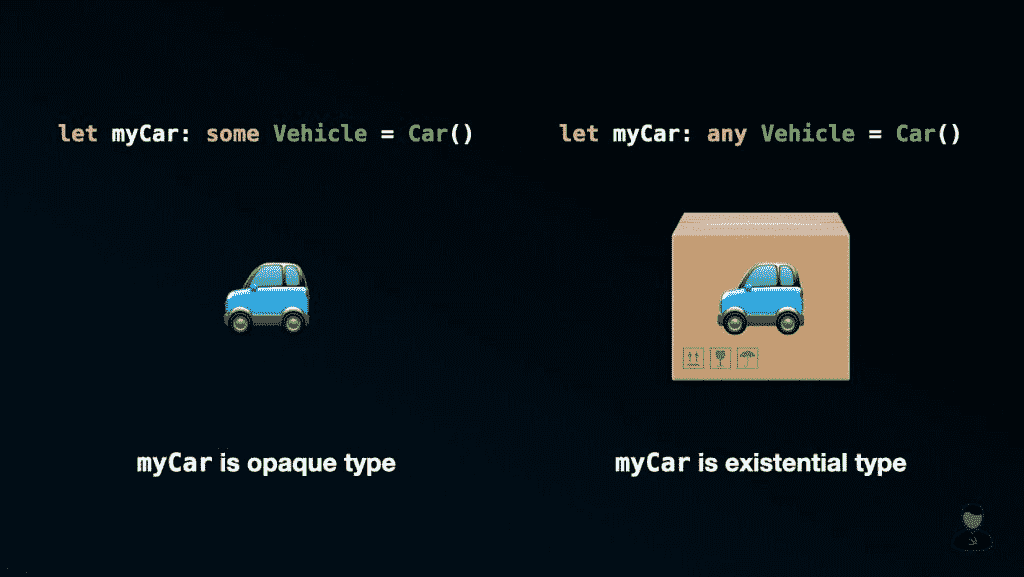 let myCar: some Vehicle = Car()
let myCar: any Vehicle = Car()
myCar is opaque type
myCar is existential type